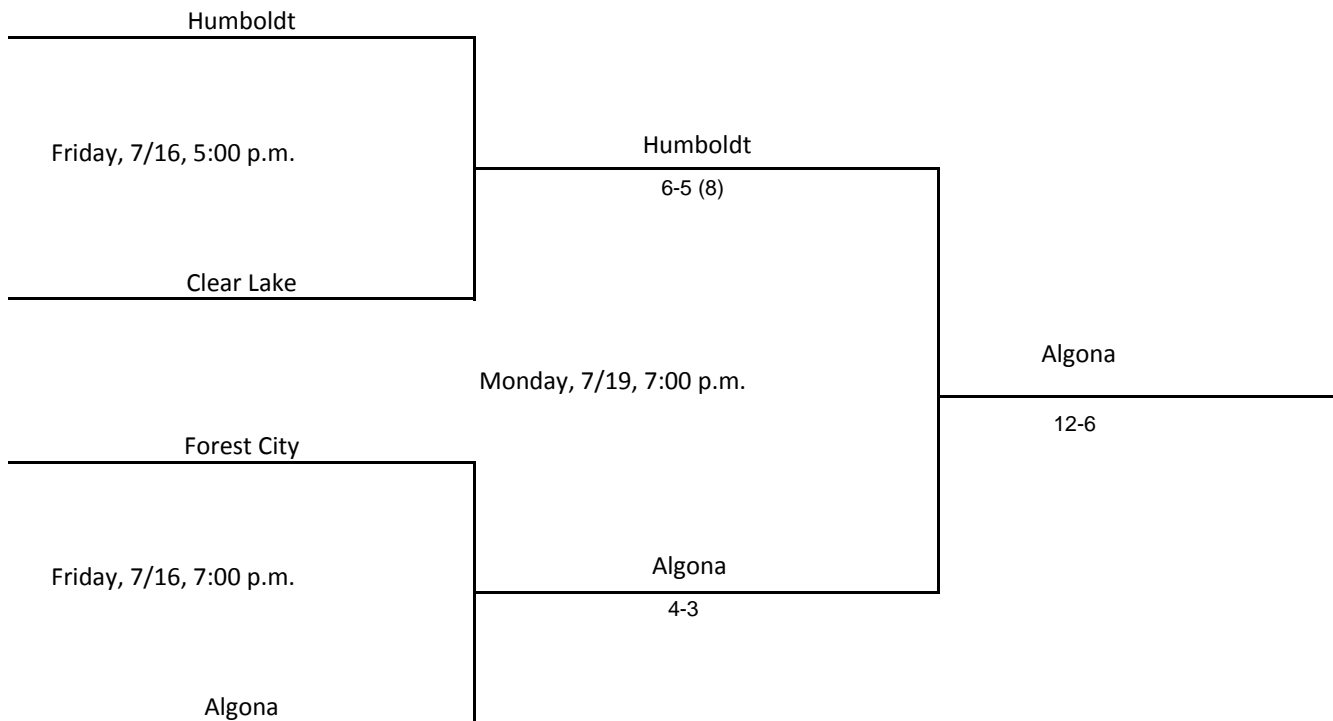 Humboldt
Friday, 7/16, 5:00 p.m.
Humboldt
6-5 (8)
Clear Lake
Algona
Monday, 7/19, 7:00 p.m.
12-6
Forest City
Friday, 7/16, 7:00 p.m.
Algona
4-3
Algona